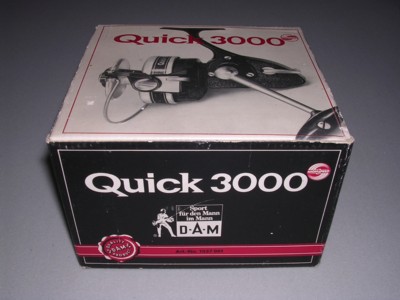 Quick 3000
Quick 3000
Sport
für den Mann
im Mann
D·A·M